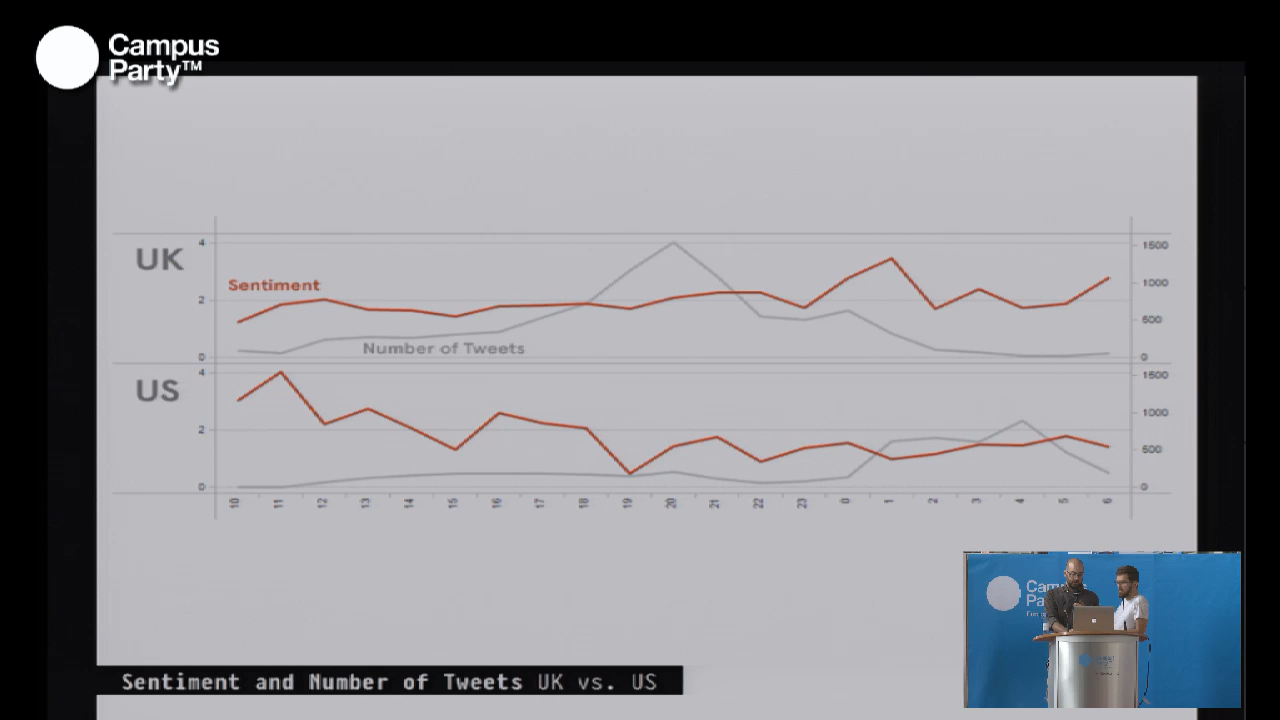 Campus
Party™
UK
4
2
0
Sentiment
Number of Tweets
1500
1000
500
0
US
4
2
0
1500
1000
500
0
10 11 12 13 14 15 16 17 18 19 20 21 22 23 0 1 2 3 4 5 6
Sentiment and Number of Tweets UK vs. US
Campus
Pa